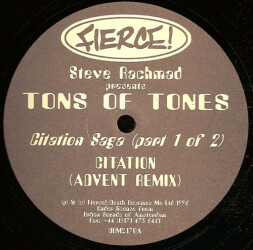 FIERCE!
Steve Rachmad
presents
TONS OF TONES
Citation Saga (part 1 of 2)
CITATION
(ADVENT REMIX)